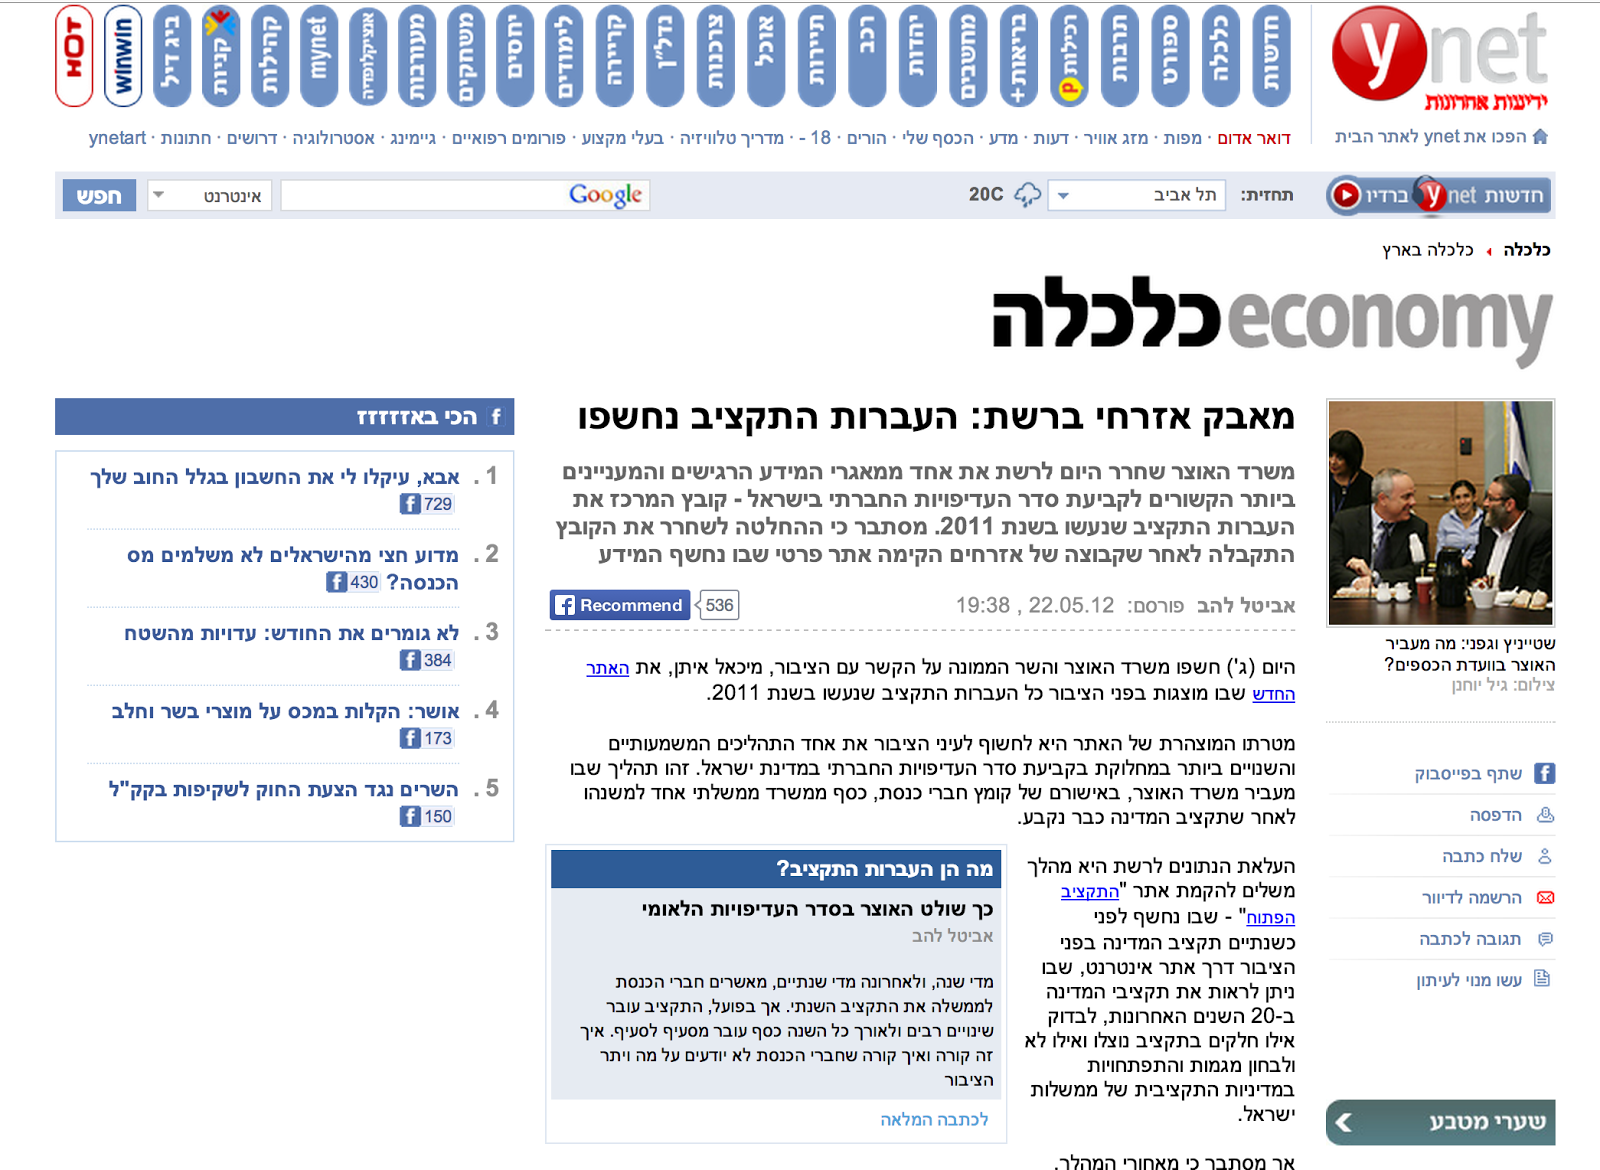 ynet
ידיעות אחרונות
חדשות
כלכלה
ספורט
תרבות
רכילות
בריאות+
מחשבים
יהדות
רכב
תיירות
אוכל
צרכנות
נדל"ן
קריירה
לימודים
יחסים
משחקים
מעורבות
אנציקלופדיה
mynet
קהילות
קניות
ביג דיל
winwin
HOT
הפכו את ynet לאתר הבית
דואר אדום · מפות · מזג אוויר · דעות · מדע · הכסף שלי · הורים · 18 - · מדריך טלוויזיה · בעלי מקצוע · פורומים רפואיים · גיימינג · אסטרולוגיה · דרושים · חתונות · ynetart
חדשות ynet ברדיו
תחזית:
תל אביב
20C
Google
אינטרנט
חפש
כלכלה כלכלה בארץ
economy כלכלה
מאבק אזרחי ברשת: העברות התקציב נחשפו
משרד האוצר שחרר היום לרשת את אחד ממאגרי המידע הרגישים והמעניינים
ביותר הקשורים לקביעת סדר העדיפויות החברתי בישראל - קובץ המרכז את
העברות התקציב שנעשו בשנת 2011. מסתבר כי ההחלטה לשחרר את הקובץ
התקבלה לאחר שקבוצה של אזרחים הקימה אתר פרטי שבו נחשף המידע
אביטל להב פורסם: 22.05.12 , 19:38
536
Recommend
היום (ג') חשפו משרד האוצר והשר הממונה על הקשר עם הציבור, מיכאל איתן, את האתר
החדש שבו מוצגות בפני הציבור כל העברות התקציב שנעשו בשנת 2011.
מטרתו המוצהרת של האתר היא לחשוף לעיני הציבור את אחד התהליכים המשמעותיים
והשנויים ביותר במחלוקת בקביעת סדר העדיפויות החברתי במדינת ישראל. זהו תהליך שבו
מעביר משרד האוצר, באישורם של קומץ חברי כנסת, כסף ממשרד ממשלתי אחד למשנהו
לאחר שתקציב המדינה כבר נקבע.
העלאת הנתונים לרשת היא מהלך
משלים להקמת אתר "התקציב
הפתוח" - שבו נחשף לפני
כשנתיים תקציב המדינה בפני
הציבור דרך אתר אינטרנט, שבו
ניתן לראות את תקציבי המדינה
ב-20 השנים האחרונות, לבדוק
אילו חלקים בתקציב נוצלו ואילו לא
ולבחון מגמות והתפתחויות
במדיניות התקציבית של ממשלות
ישראל.
אך מסתבר כי מאחורי המהלך,
מה הן העברות התקציב?
כך שולט האוצר בסדר העדיפויות הלאומי
אביטל להב
מדי שנה, ולאחרונה מדי שנתיים, מאשרים חברי הכנסת
לממשלה את התקציב השנתי. אך בפועל, התקציב עובר
שינויים רבים ולאורך כל השנה כסף עובר מסעיף לסעיף. איך
זה קורה ואיך קורה שחברי הכנסת לא יודעים על מה ויתר
הציבור
לכתבה המלאה
שטייניץ וגפני: מה מעביר
האוצר בוועדת הכספים?
צילום: גיל יוחנן
שתף בפייסבוק
הדפסה
שלח כתבה
הרשמה לדיוור
תגובה לכתבה
עשו מנוי לעיתון
שערי מטבע
הכי באזזזזז
1 . אבא, עיקלו לי את החשבון בגלל החוב שלך
729
2 . מדוע חצי מהישראלים לא משלמים מס
הכנסה? 430
3 . לא גומרים את החודש: עדויות מהשטח
384
4 . אושר: הקלות במכס על מוצרי בשר וחלב
173
5 . השרים נגד הצעת החוק לשקיפות בקק"ל
150